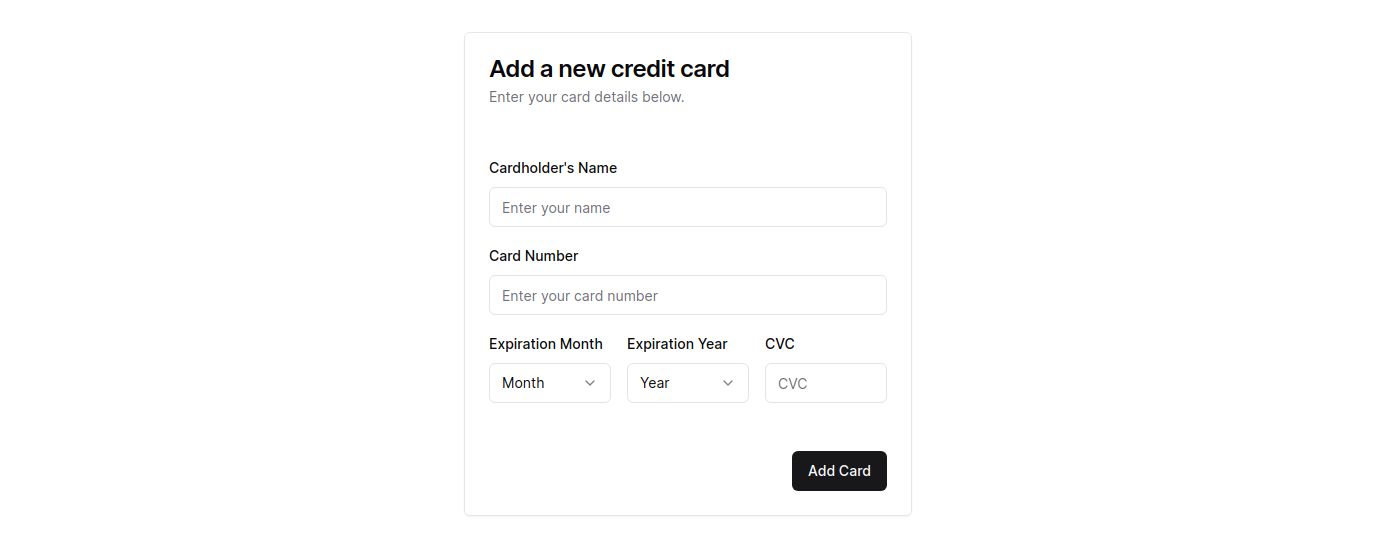 Add a new credit card
Enter your card details below.
Cardholder's Name
Enter your name
Card Number
Enter your card number
Expiration Month Expiration Year CVC
Month Year CVC
Add Card